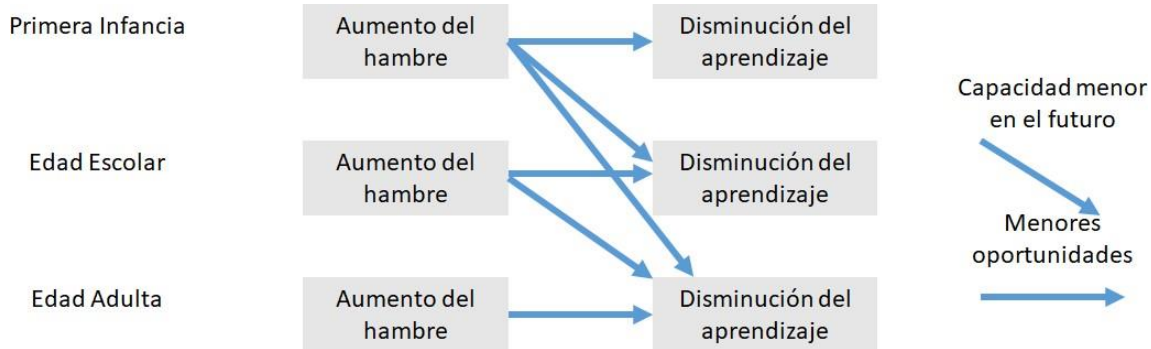 Primera Infancia
Aumento del
hambre
Disminución del
aprendizaje
Capacidad menor
en el futuro
Edad Escolar
Aumento del
hambre
Disminución del
aprendizaje
Menores
oportunidades
Edad Adulta
Aumento del
hambre
Disminución del
aprendizaje